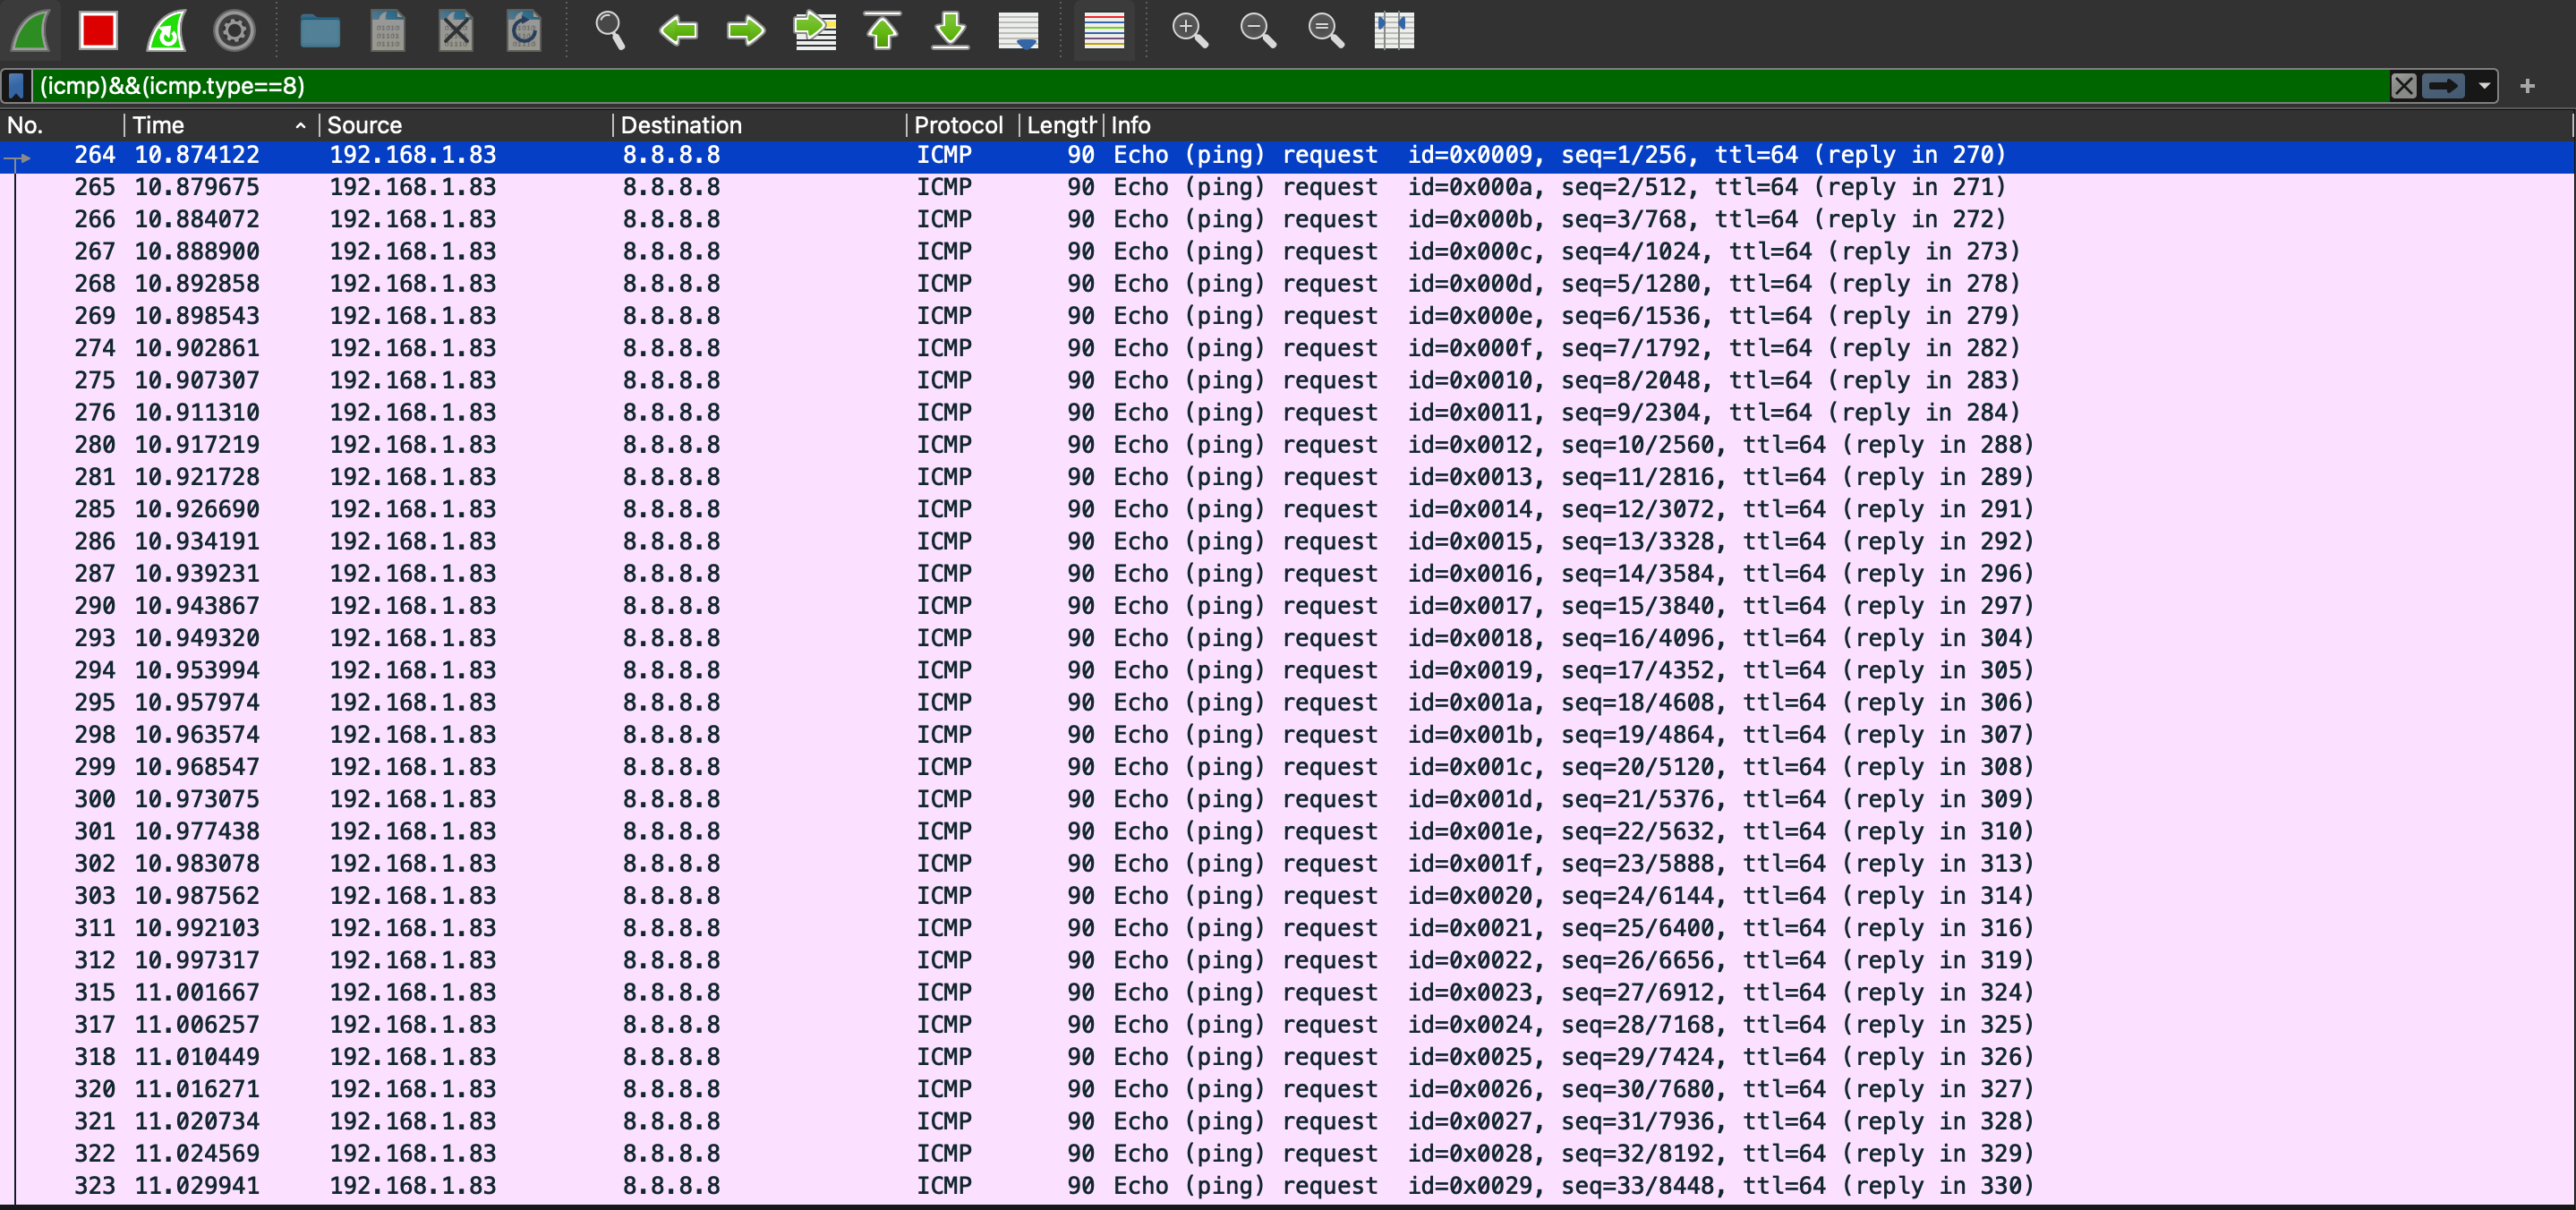 (icmp)&&(icmp.type==8)
No. Time Source Destination Protocol Length Info
264 10.874122 192.168.1.83 8.8.8.8 ICMP 90 Echo (ping) request id=0x0009, seq=1/256, ttl=64 (reply in 270)
265 10.879675 192.168.1.83 8.8.8.8 ICMP 90 Echo (ping) request id=0x000a, seq=2/512, ttl=64 (reply in 271)
266 10.884072 192.168.1.83 8.8.8.8 ICMP 90 Echo (ping) request id=0x000b, seq=3/768, ttl=64 (reply in 272)
267 10.888900 192.168.1.83 8.8.8.8 ICMP 90 Echo (ping) request id=0x000c, seq=4/1024, ttl=64 (reply in 273)
268 10.892858 192.168.1.83 8.8.8.8 ICMP 90 Echo (ping) request id=0x000d, seq=5/1280, ttl=64 (reply in 278)
269 10.898543 192.168.1.83 8.8.8.8 ICMP 90 Echo (ping) request id=0x000e, seq=6/1536, ttl=64 (reply in 279)
274 10.902861 192.168.1.83 8.8.8.8 ICMP 90 Echo (ping) request id=0x000f, seq=7/1792, ttl=64 (reply in 282)
275 10.907307 192.168.1.83 8.8.8.8 ICMP 90 Echo (ping) request id=0x0010, seq=8/2048, ttl=64 (reply in 283)
276 10.911310 192.168.1.83 8.8.8.8 ICMP 90 Echo (ping) request id=0x0011, seq=9/2304, ttl=64 (reply in 284)
280 10.917219 192.168.1.83 8.8.8.8 ICMP 90 Echo (ping) request id=0x0012, seq=10/2560, ttl=64 (reply in 288)
281 10.921728 192.168.1.83 8.8.8.8 ICMP 90 Echo (ping) request id=0x0013, seq=11/2816, ttl=64 (reply in 289)
285 10.926690 192.168.1.83 8.8.8.8 ICMP 90 Echo (ping) request id=0x0014, seq=12/3072, ttl=64 (reply in 291)
286 10.934191 192.168.1.83 8.8.8.8 ICMP 90 Echo (ping) request id=0x0015, seq=13/3328, ttl=64 (reply in 292)
287 10.939231 192.168.1.83 8.8.8.8 ICMP 90 Echo (ping) request id=0x0016, seq=14/3584, ttl=64 (reply in 296)
290 10.943867 192.168.1.83 8.8.8.8 ICMP 90 Echo (ping) request id=0x0017, seq=15/3840, ttl=64 (reply in 297)
293 10.949320 192.168.1.83 8.8.8.8 ICMP 90 Echo (ping) request id=0x0018, seq=16/4096, ttl=64 (reply in 304)
294 10.953994 192.168.1.83 8.8.8.8 ICMP 90 Echo (ping) request id=0x0019, seq=17/4352, ttl=64 (reply in 305)
295 10.957974 192.168.1.83 8.8.8.8 ICMP 90 Echo (ping) request id=0x001a, seq=18/4608, ttl=64 (reply in 306)
298 10.963574 192.168.1.83 8.8.8.8 ICMP 90 Echo (ping) request id=0x001b, seq=19/4864, ttl=64 (reply in 307)
299 10.968547 192.168.1.83 8.8.8.8 ICMP 90 Echo (ping) request id=0x001c, seq=20/5120, ttl=64 (reply in 308)
300 10.973075 192.168.1.83 8.8.8.8 ICMP 90 Echo (ping) request id=0x001d, seq=21/5376, ttl=64 (reply in 309)
301 10.977438 192.168.1.83 8.8.8.8 ICMP 90 Echo (ping) request id=0x001e, seq=22/5632, ttl=64 (reply in 310)
302 10.983078 192.168.1.83 8.8.8.8 ICMP 90 Echo (ping) request id=0x001f, seq=23/5888, ttl=64 (reply in 313)
303 10.987562 192.168.1.83 8.8.8.8 ICMP 90 Echo (ping) request id=0x0020, seq=24/6144, ttl=64 (reply in 314)
311 10.992103 192.168.1.83 8.8.8.8 ICMP 90 Echo (ping) request id=0x0021, seq=25/6400, ttl=64 (reply in 316)
312 10.997317 192.168.1.83 8.8.8.8 ICMP 90 Echo (ping) request id=0x0022, seq=26/6656, ttl=64 (reply in 319)
315 11.001667 192.168.1.83 8.8.8.8 ICMP 90 Echo (ping) request id=0x0023, seq=27/6912, ttl=64 (reply in 324)
317 11.006257 192.168.1.83 8.8.8.8 ICMP 90 Echo (ping) request id=0x0024, seq=28/7168, ttl=64 (reply in 325)
318 11.010449 192.168.1.83 8.8.8.8 ICMP 90 Echo (ping) request id=0x0025, seq=29/7424, ttl=64 (reply in 326)
320 11.016271 192.168.1.83 8.8.8.8 ICMP 90 Echo (ping) request id=0x0026, seq=30/7680, ttl=64 (reply in 327)
321 11.020734 192.168.1.83 8.8.8.8 ICMP 90 Echo (ping) request id=0x0027, seq=31/7936, ttl=64 (reply in 328)
322 11.024569 192.168.1.83 8.8.8.8 ICMP 90 Echo (ping) request id=0x0028, seq=32/8192, ttl=64 (reply in 329)
323 11.029941 192.168.1.83 8.8.8.8 ICMP 90 Echo (ping) request id=0x0029, seq=33/8448, ttl=64 (reply in 330)